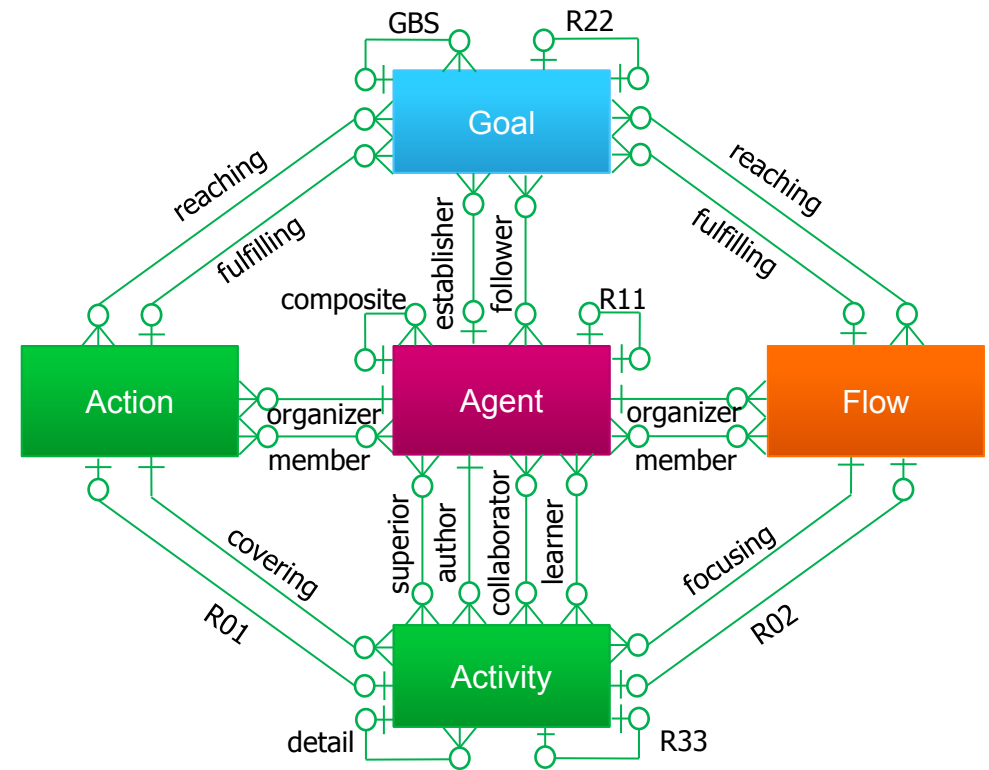 GBS
R22
Goal
reaching
reaching
fulfilling
fulfilling
establisher
follower
composite
R11
Action
Agent
Flow
organizer
organizer
member
member
superior
author
collaborator
learner
covering
focusing
R01
R02
Activity
detail
R33